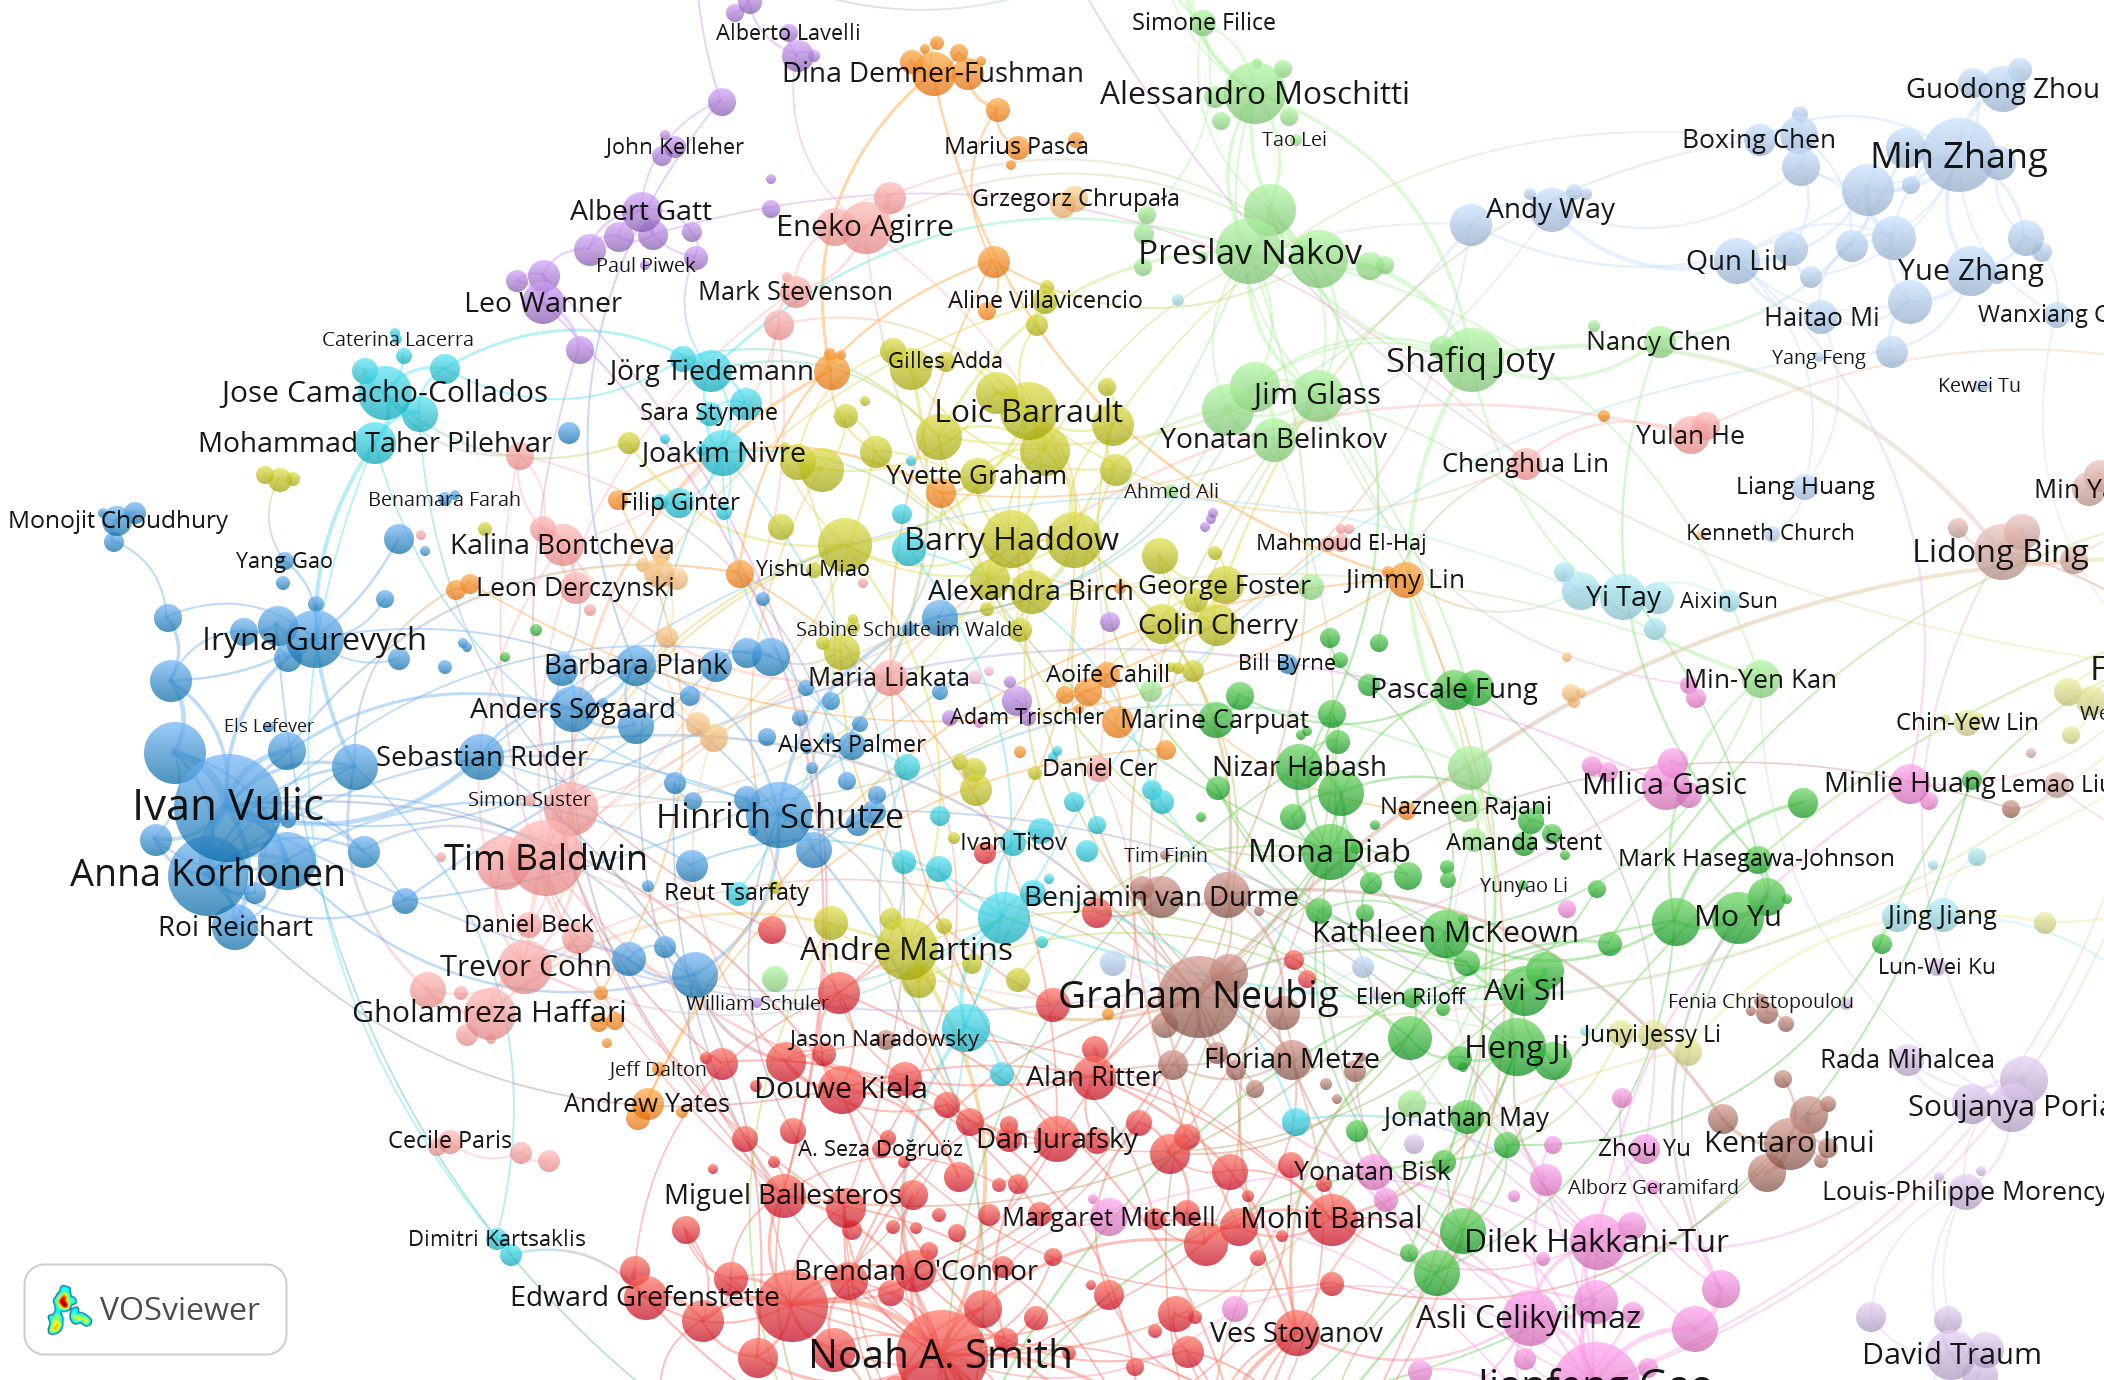 Simone Filice
Alberto Lavelli
Dina Demner-Fushman
Alessandro Moschitti
Guodong Zhou
Tao Lei
Boxing Chen
John Kelleher
Marius Pasca
Min Zhang
Grzegorz Chrupała
Albert Gatt
Andy Way
Eneko Agirre
Preslav Nakov
Qun Liu
Paul Piwek
Yue Zhang
Mark Stevenson
Leo Wanner
Aline Villavicencio
Haitao Mi
Wanxiang C
Caterina Lacerra
Nancy Chen
Gilles Adda
Shafiq Joty
Yang Feng
Jörg Tiedemann
Kewei Tu
Jose Camacho-Collados
Jim Glass
Sara Stymne
Loic Barrault
Mohammad Taher Pilehvar
Yonatan Belinkov
Yulan He
Joakim Nivre
Chenghua Lin
Yvette Graham
Liang Huang
Min Ya
Ahmed Ali
Benamara Farah
Filip Ginter
Monojit Choudhury
Kenneth Church
Barry Haddow
Kalina Bontcheva
Mahmoud El-Haj
Lidong Bing
Yang Gao
Yishu Miao
Jimmy Lin
Leon Derczynski
Alexandra Birch
George Foster
Yi Tay
Aixin Sun
Sabine Schulte im Walde
Colin Cherry
Iryna Gurevych
Barbara Plank
Bill Byrne
F
Maria Liakata
Aoife Cahill
Min-Yen Kan
Pascale Fung
Anders Søgaard
Adam Trischler
Marine Carpuat
We
Els Lefever
Chin-Yew Lin
Alexis Palmer
Sebastian Ruder
Daniel Cer
Nizar Habash
Milica Gasic
Minlie Huang
Lemao Liu
Simon Suster
Ivan Vulic
Nazneen Rajani
Hinrich Schutze
Ivan Titov
Amanda Stent
Tim Baldwin
Tim Finin
Mona Diab
Mark Hasegawa-Johnson
Anna Korhonen
Yunyao Li
Reut Tsarfaty
Benjamin van Durme
Mo Yu
Jing Jiang
Roi Reichart
Daniel Beck
Kathleen McKeown
Andre Martins
Trevor Cohn
Lun-Wei Ku
Avi Sil
Graham Neubig
Ellen Riloff
William Schuler
Fenia Christopoulou
Gholamreza Haffari
Junyi Jessy Li
Jason Naradowsky
Heng Ji
Florian Metze
Rada Mihalcea
Jeff Dalton
Alan Ritter
Douwe Kiela
Andrew Yates
Soujanya Poria
Jonathan May
Cecile Paris
Dan Jurafsky
Kentaro Inui
A. Seza Doğruöz
Zhou Yu
Yonatan Bisk
Alborz Geramifard
Louis-Philippe Morency
Miguel Ballesteros
Margaret Mitchell
Mohit Bansal
Dimitri Kartsaklis
Dilek Hakkani-Tur
Brendan O'Connor
Edward Grefenstette
VOSviewer
Asli Celikyilmaz
Ves Stoyanov
Noah A. Smith
David Traum
Jianfeng Gao